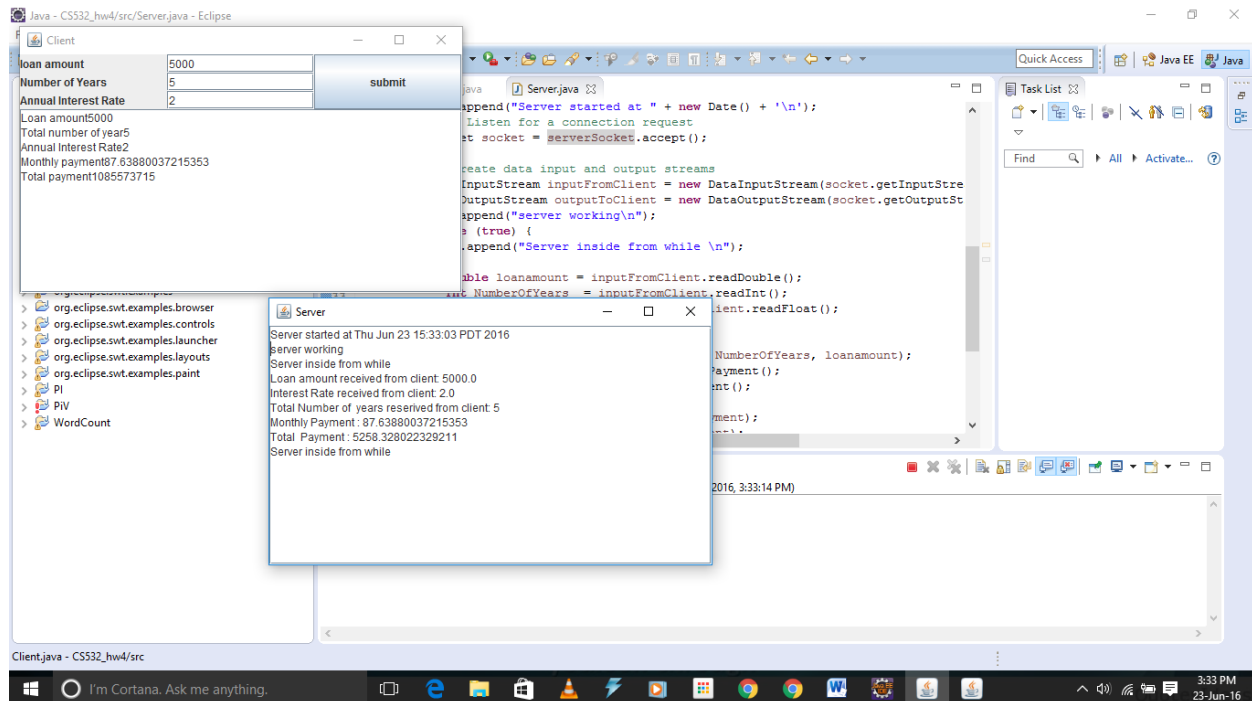 Java - CS532_hw4/src/Server.java - Eclipse
Client
loan amount 5000
Number of Years 5
submit
Annual Interest Rate 2
Loan amount5000
Total number of year5
Annual Interest Rate2
Monthly payment87.63880037215353
Total payment1085573715
Quick Access
Java EE
Java
Server.java
append("Server started at " + new Date() + '\n');
Listen for a connection request
et socket = serverSocket.accept();
reate data input and output streams
InputStream inputFromClient = new DataInputStream(socket.getInputStre
OutputStream outputToClient = new DataOutputStream(socket.getOutputSt
append("server working\n");
e (true) {
.append("Server inside from while \n");
uble loanamount = inputFromClient.readDouble();
int NumberOfYears = inputFromClient.readInt();
ient.readFloat();
NumberOfYears, loanamount);
Payment();
ent();
ment);
Task List
Find
All
Activate...
org.eclipse.swt.examples
org.eclipse.swt.examples.browser
org.eclipse.swt.examples.controls
org.eclipse.swt.examples.launcher
org.eclipse.swt.examples.layouts
org.eclipse.swt.examples.paint
PI
PiV
WordCount
Server
Server started at Thu Jun 23 15:33:03 PDT 2016
server working
Server inside from while
Loan amount received from client: 5000.0
Interest Rate received from client: 2.0
Total Number of years reserived from client: 5
Monthly Payment : 87.63880037215353
Total Payment : 5258.328022329211
Server inside from while
2016, 3:33:14 PM)
Client.java - CS532_hw4/src
I'm Cortana. Ask me anything.
3:33 PM
23-Jun-16